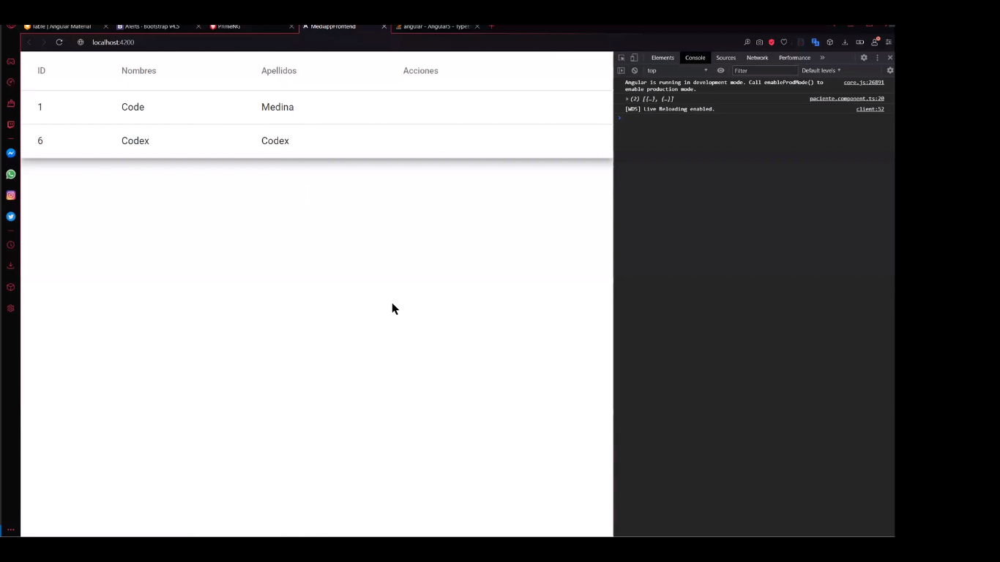 Table | Angular Material
Alerts · Bootstrap v4.5
PrimeNG
MediappFrontend
angular - Angular5 - Type
localhost:4200
Elements Console Sources Network Performance »
top Filter Default levels
ID Nombres Apellidos Acciones
1 Code Medina
6 Codex Codex
Angular is running in development mode. Call enableProdMode() to core.js:26891
enable production mode.
(2) [{…}, {…}] paciente.component.ts:20
[WDS] Live Reloading enabled. client:52